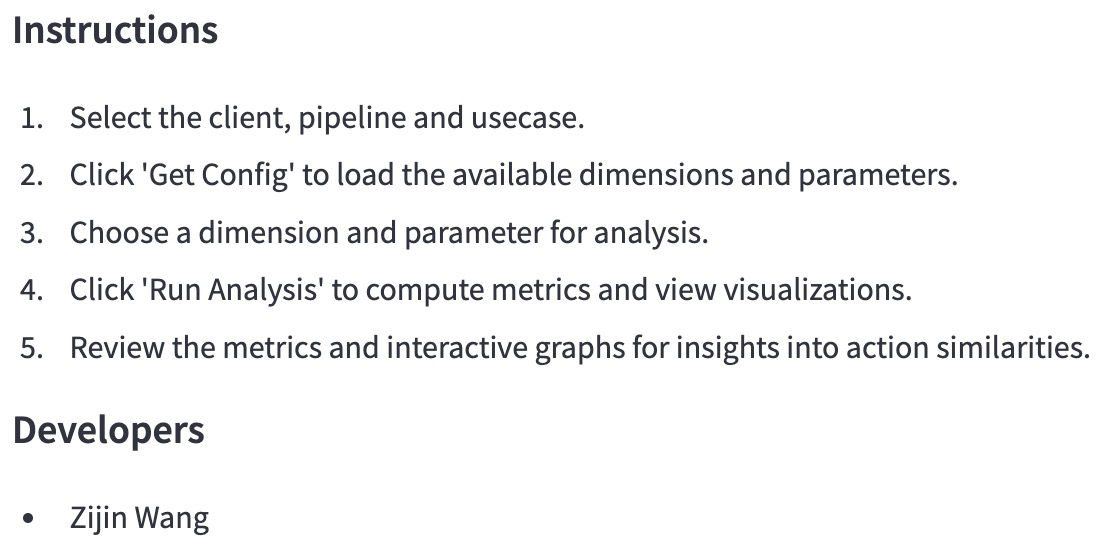 Instructions
1. Select the client, pipeline and usecase.
2. Click 'Get Config' to load the available dimensions and parameters.
3. Choose a dimension and parameter for analysis.
4. Click 'Run Analysis' to compute metrics and view visualizations.
5. Review the metrics and interactive graphs for insights into action similarities.
Developers
• Zijin Wang